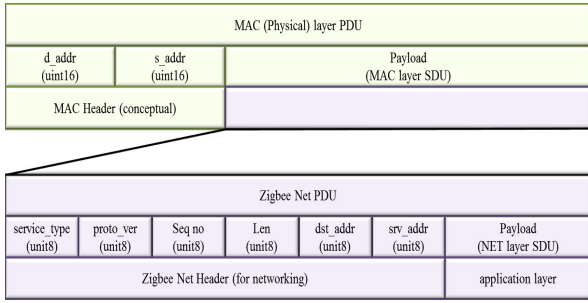 MAC (Physical) layer PDU
d_addr
(uint16)
s_addr
(uint16)
Payload
(MAC layer SDU)
MAC Header (conceptual)
Zigbee Net PDU
service_type
(unit8)
proto_ver
(unit8)
Seq no
(unit8)
Len
(unit8)
dst_addr
(unit8)
srv_addr
(unit8)
Payload
(NET layer SDU)
Zigbee Net Header (for networking)
application layer